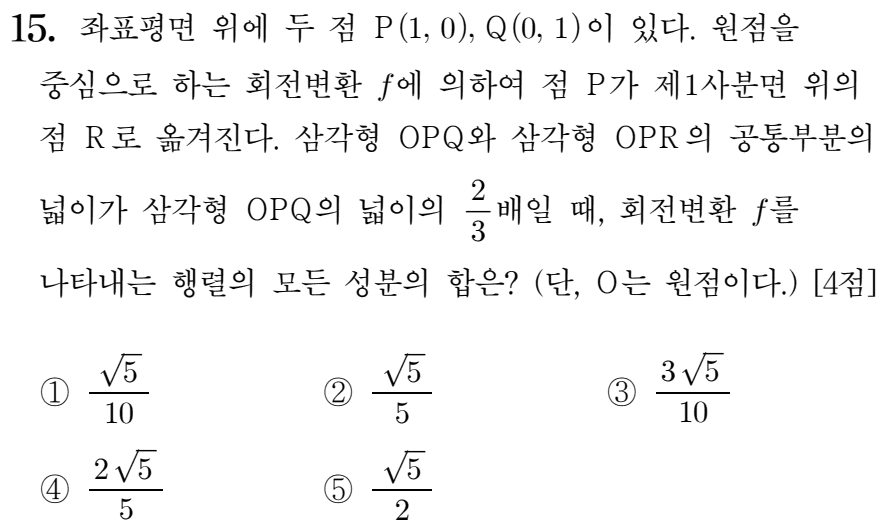 15. 좌표평면 위에 두 점 P(1, 0), Q(0, 1)이 있다. 원점을
중심으로 하는 회전변환 f에 의하여 점 P가 제1사분면 위의
점 R로 옮겨진다. 삼각형 OPQ와 삼각형 OPR의 공통부분의
넓이가 삼각형 OPQ의 넓이의 2/3배일 때, 회전변환 f를
나타내는 행렬의 모든 성분의 합은? (단, O는 원점이다.) [4점]
① √5/10 ② √5/5 ③ 3√5/10
④ 2√5/5 ⑤ √5/2